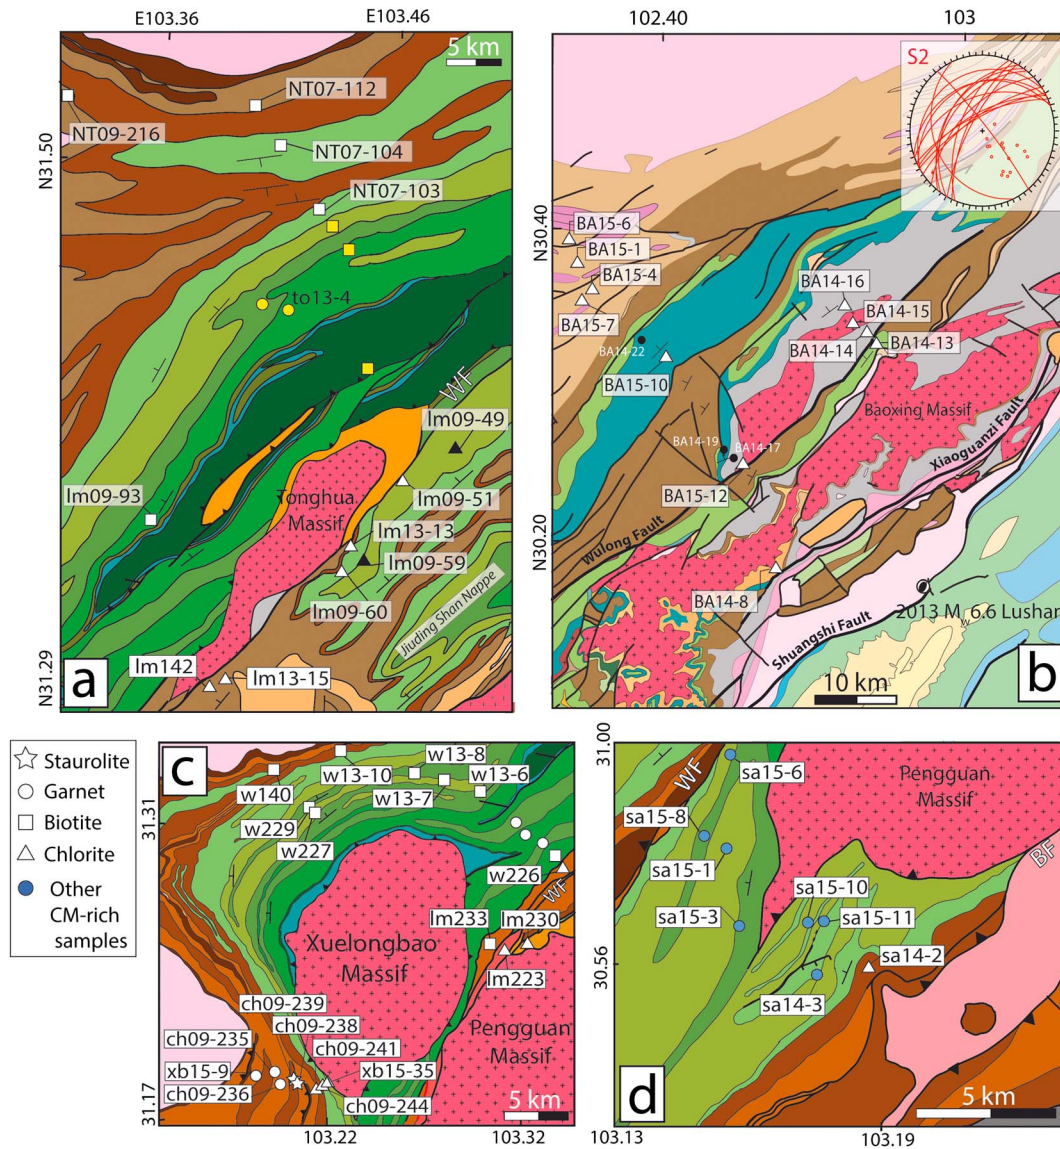 E103.36
E103.46
5 km
N31.50
N31.29
NT07-112
NT09-216
NT07-104
NT07-103
to13-4
WF
lm09-49
lm09-93
Tonghua
Massif
lm09-51
lm13-13
lm09-59
lm09-60
Jiuding Shan Nappe
lm142
lm13-15
a
102.40
103
S2
N30.40
N30.20
BA15-6
BA15-1
BA15-4
BA15-7
BA14-16
BA14-15
BA14-14
BA14-13
BA14-22
BA15-10
Baoxing Massif
BA14-19
BA14-17
BA15-12
Xiaoguanzi Fault
Wulong Fault
BA14-8
2013 Mw6.6 Lushan
Shuangshi Fault
10 km
b
Staurolite
Garnet
Biotite
Chlorite
Other
CM-rich
samples
c
31.31
31.17
w13-8
w13-10
w13-6
w140
w13-7
w229
w227
w226
WF
lm233
lm230
Xuelongbao
Massif
lm223
ch09-239
ch09-238
Pengguan
Massif
ch09-235
ch09-241
xb15-9
xb15-35
ch09-236
ch09-244
5 km
103.22
103.32
31.00
30.56
WF
sa15-6
Pengguan
Massif
sa15-8
BF
sa15-1
sa15-10
sa15-3
sa15-11
sa14-2
sa14-3
d
5 km
103.13
103.19